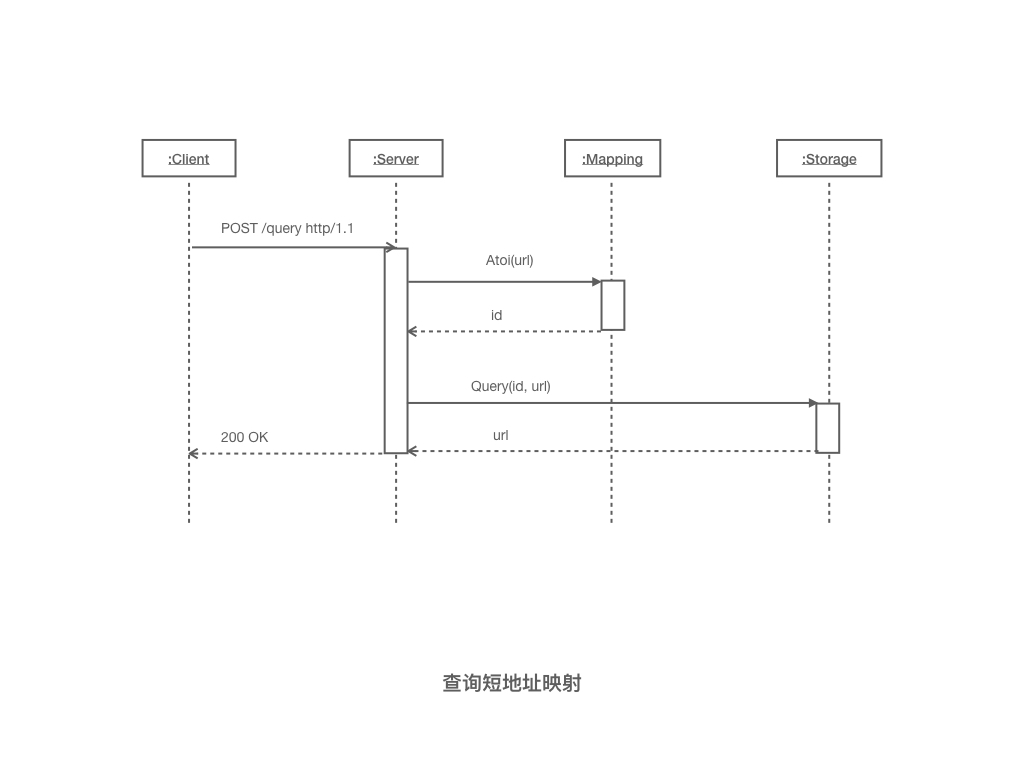 :Client
:Server
:Mapping
:Storage
POST /query http/1.1
Atoi(url)
id
Query(id, url)
url
200 OK
查询短地址映射